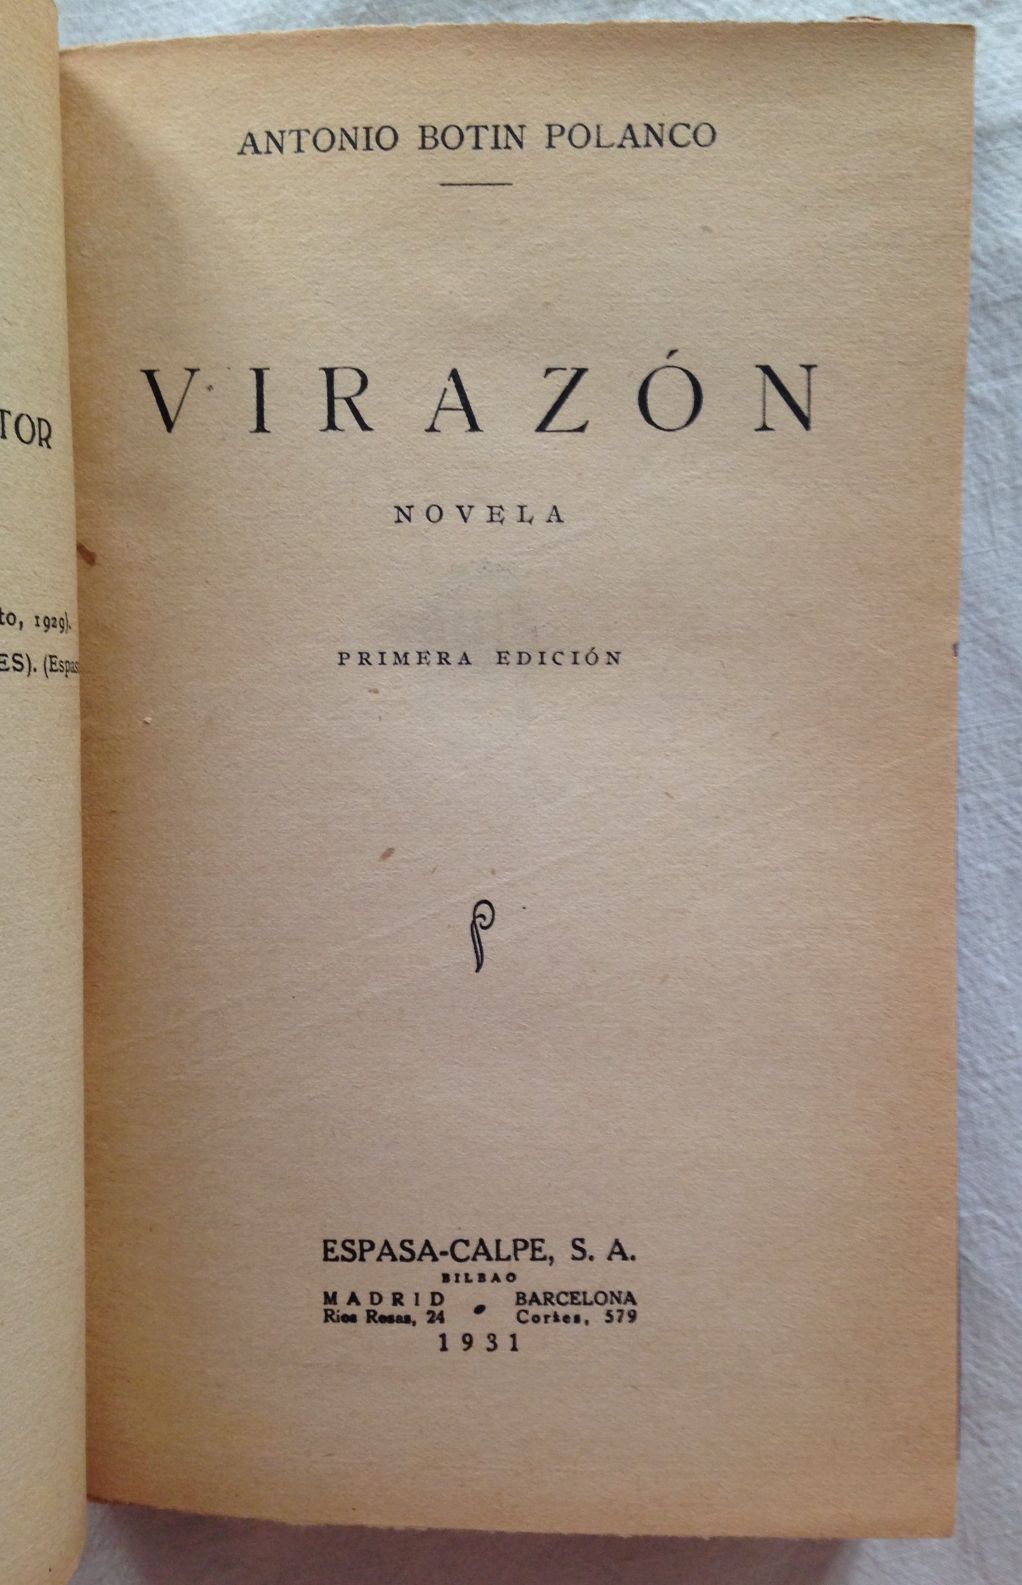 TOR
to, 1929).
ES). (Espas
ANTONIO BOTIN POLANCO
VIRAZÓN
NOVELA
PRIMERA EDICIÓN
ESPASA-CALPE, S. A.
BILBAO
MADRID BARCELONA
Ríos Rosas, 24 Cortes, 579
1931